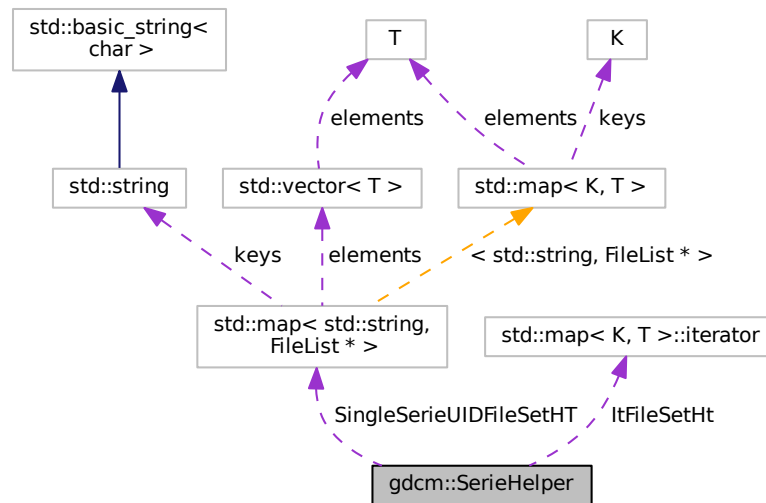 std::basic_string<
char >
T
K
elements
elements
keys
std::string
std::vector< T >
std::map< K, T >
keys
elements
< std::string, FileList * >
std::map< std::string,
FileList * >
std::map< K, T >::iterator
SingleSerieUIDFileSetHT
ItFileSetHt
gdcm::SerieHelper